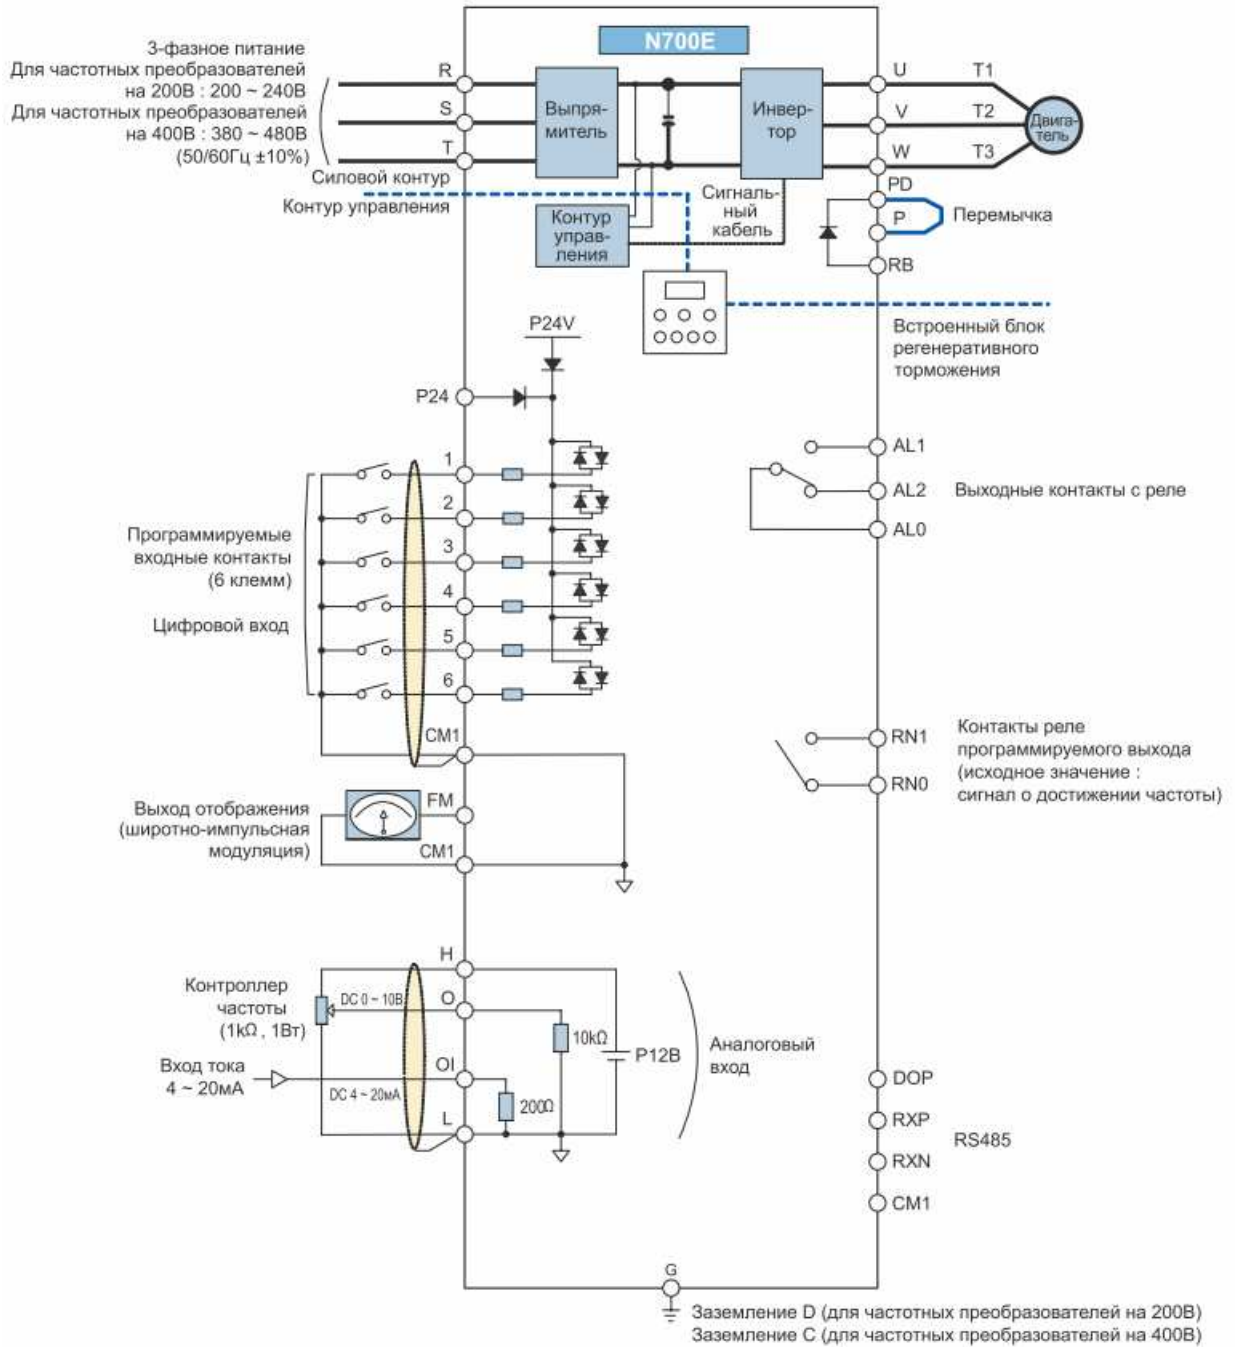 N700E
3-фазное питание
Для частотных преобразователей
на 200В : 200 ~ 240В
Для частотных преобразователей
на 400В : 380 ~ 480В
(50/60Гц ±10%)
R
S
T
Выпря-
митель
Инвер-
тор
U
V
W
T1
T2
T3
Двига-
тель
Силовой контур
Контур управления
Контур
управ-
ления
Сигналь-
ный
кабель
PD
P
RB
Перемычка
Встроенный блок
регенеративного
торможения
P24V
P24
1
2
3
4
5
6
CM1
Программируемые
входные контакты
(6 клемм)
Цифровой вход
AL1
AL2
AL0
Выходные контакты с реле
RN1
RN0
Контакты реле
программируемого выхода
(исходное значение :
сигнал о достижении частоты)
Выход отображения
(широтно-импульсная
модуляция)
FM
CM1
H
O
OI
L
Контроллер
частоты
(1kΩ , 1Вт)
DC 0 ~ 10В
Вход тока
4 ~ 20мА
DC 4 ~ 20мА
10kΩ
200Ω
P12В
Аналоговый
вход
DOP
RXP
RXN
CM1
RS485
G
Заземление D (для частотных преобразователей на 200В)
Заземление C (для частотных преобразователей на 400В)